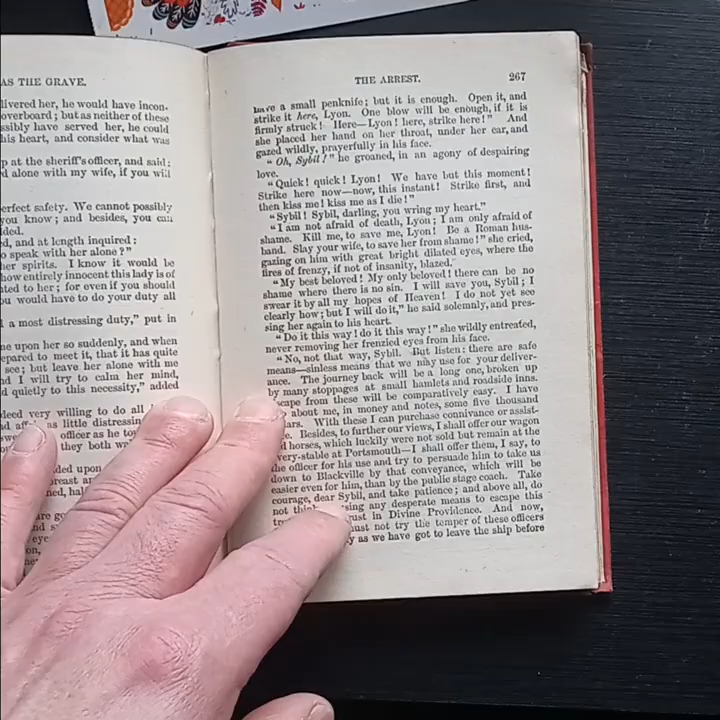 AS THE GRAVE.
livered her, he would have incon-
overboard; but as neither of these
ssibly have served her, he could
his heart, and consider what was
p at the sheriff's officer, and said:
d alone with my wife, if you will
erfect safety. We cannot possibly
you know; and besides, you can
ded.
ed, and at length inquired:
o speak with her alone?"
her spirits. I know it would be
how entirely innocent this lady is of
ted to her; for even if you should
ou would have to do your duty all
l a most distressing duty," put in
me upon her so suddenly, and when
epared to meet it, that it has quite
see; but leave her alone with me
nd I will try to calm her mind,
d quietly to this necessity," added
deed very willing to do all
as little distressin
officer as he to
they both w
ded upon
reast an
ned, hal
are go
and s
eye
on,
THE ARREST. 267
have a small penknife; but it is enough. Open it, and
strike it here, Lyon. One blow will be enough, if it is
firmly struck! Here—Lyon! here, strike here!" And
she placed her hand on her throat, under her ear, and
gazed wildly, prayerfully in his face.
"Oh, Sybil!" he groaned, in an agony of despairing
love.
"Quick! quick! Lyon! We have but this moment!
Strike here now—now, this instant! Strike first, and
then kiss me! kiss me as I die!"
"Sybil! Sybil, darling, you wring my heart."
"I am not afraid of death, Lyon; I am only afraid of
shame. Kill me, to save me, Lyon! Be a Roman hus-
band. Slay your wife, to save her from shame!" she cried,
gazing on him with great bright dilated eyes, where the
fires of frenzy, if not of insanity, blazed.
"My best beloved! My only beloved! there can be no
shame where there is no sin. I will save you, Sybil; I
swear it by all my hopes of Heaven! I do not yet see
clearly how; but I will do it," he said solemnly, and pres-
sing her again to his heart.
"Do it this way! do it this way!" she wildly entreated,
never removing her frenzied eyes from his face.
"No, not that way, Sybil. But listen: there are safe
means—sinless means that we may use for your deliver-
ance. The journey back will be a long one, broken up
by many stoppages at small hamlets and roadside inns.
scape from these will be comparatively easy. I have
about me, in money and notes, some five thousand
ars. With these I can purchase connivance or assist-
Besides, to further our views, I shall offer our wagon
horses, which luckily were not sold but remain at the
very-stable at Portsmouth—I shall offer them, I say, to
the officer for his use and try to persuade him to take us
down to Blackville by that conveyance, which will be
easier even for him, than by the public stage coach. Take
courage, dear Sybil, and take patience; and above all, do
not thi sing any desperate means to escape this
tr ust in Divine Providence. And now,
must not try the temper of these officers
y as we have got to leave the ship before